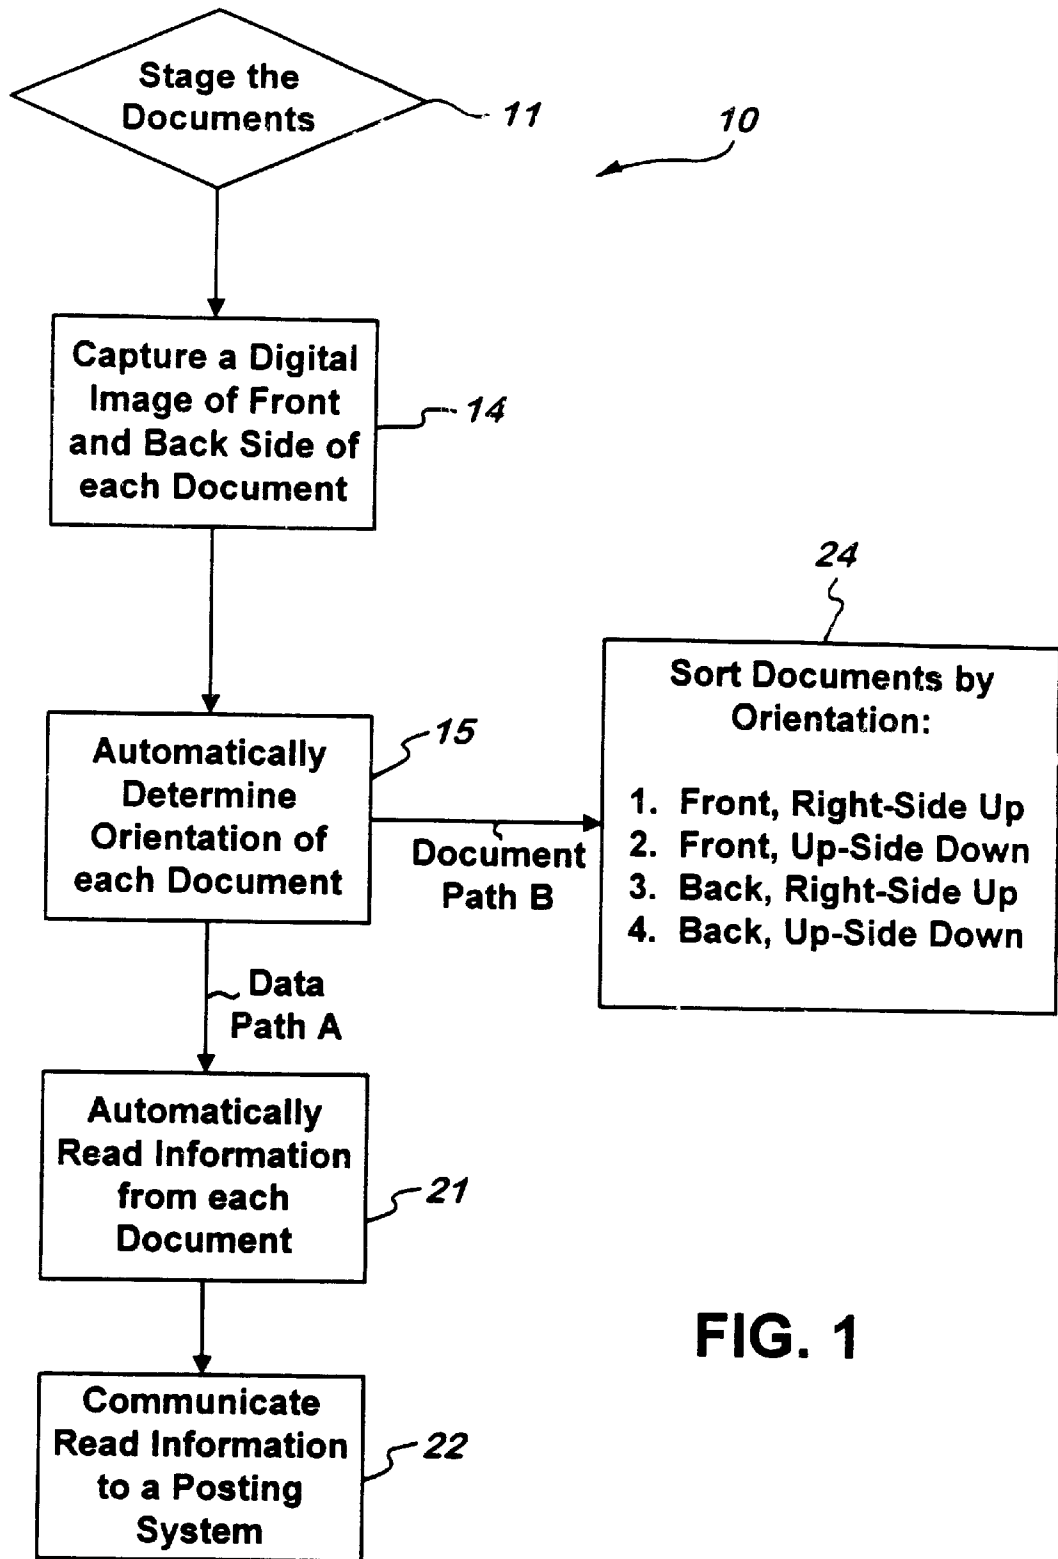 Stage the
Documents
11
10
Capture a Digital
Image of Front
and Back Side of
each Document
14
24
Sort Documents by
Orientation:
1. Front, Right-Side Up
2. Front, Up-Side Down
3. Back, Right-Side Up
4. Back, Up-Side Down
15
Automatically
Determine
Orientation of
each Document
Document
Path B
Data
Path A
Automatically
Read Information
from each
Document
21
FIG. 1
Communicate
Read Information
to a Posting
System
22